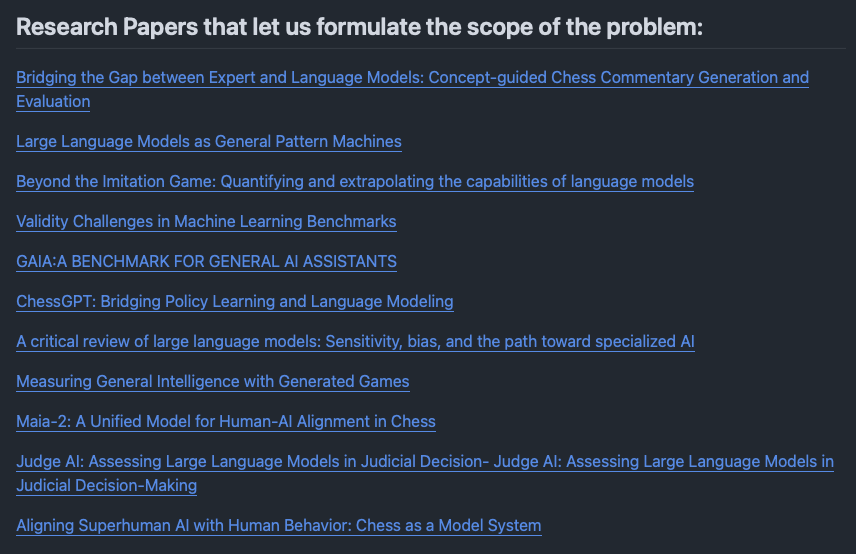 Research Papers that let us formulate the scope of the problem:
Bridging the Gap between Expert and Language Models: Concept-guided Chess Commentary Generation and
Evaluation
Large Language Models as General Pattern Machines
Beyond the Imitation Game: Quantifying and extrapolating the capabilities of language models
Validity Challenges in Machine Learning Benchmarks
GAIA:A BENCHMARK FOR GENERAL AI ASSISTANTS
ChessGPT: Bridging Policy Learning and Language Modeling
A critical review of large language models: Sensitivity, bias, and the path toward specialized AI
Measuring General Intelligence with Generated Games
Maia-2: A Unified Model for Human-AI Alignment in Chess
Judge AI: Assessing Large Language Models in Judicial Decision- Judge AI: Assessing Large Language Models in
Judicial Decision-Making
Aligning Superhuman AI with Human Behavior: Chess as a Model System